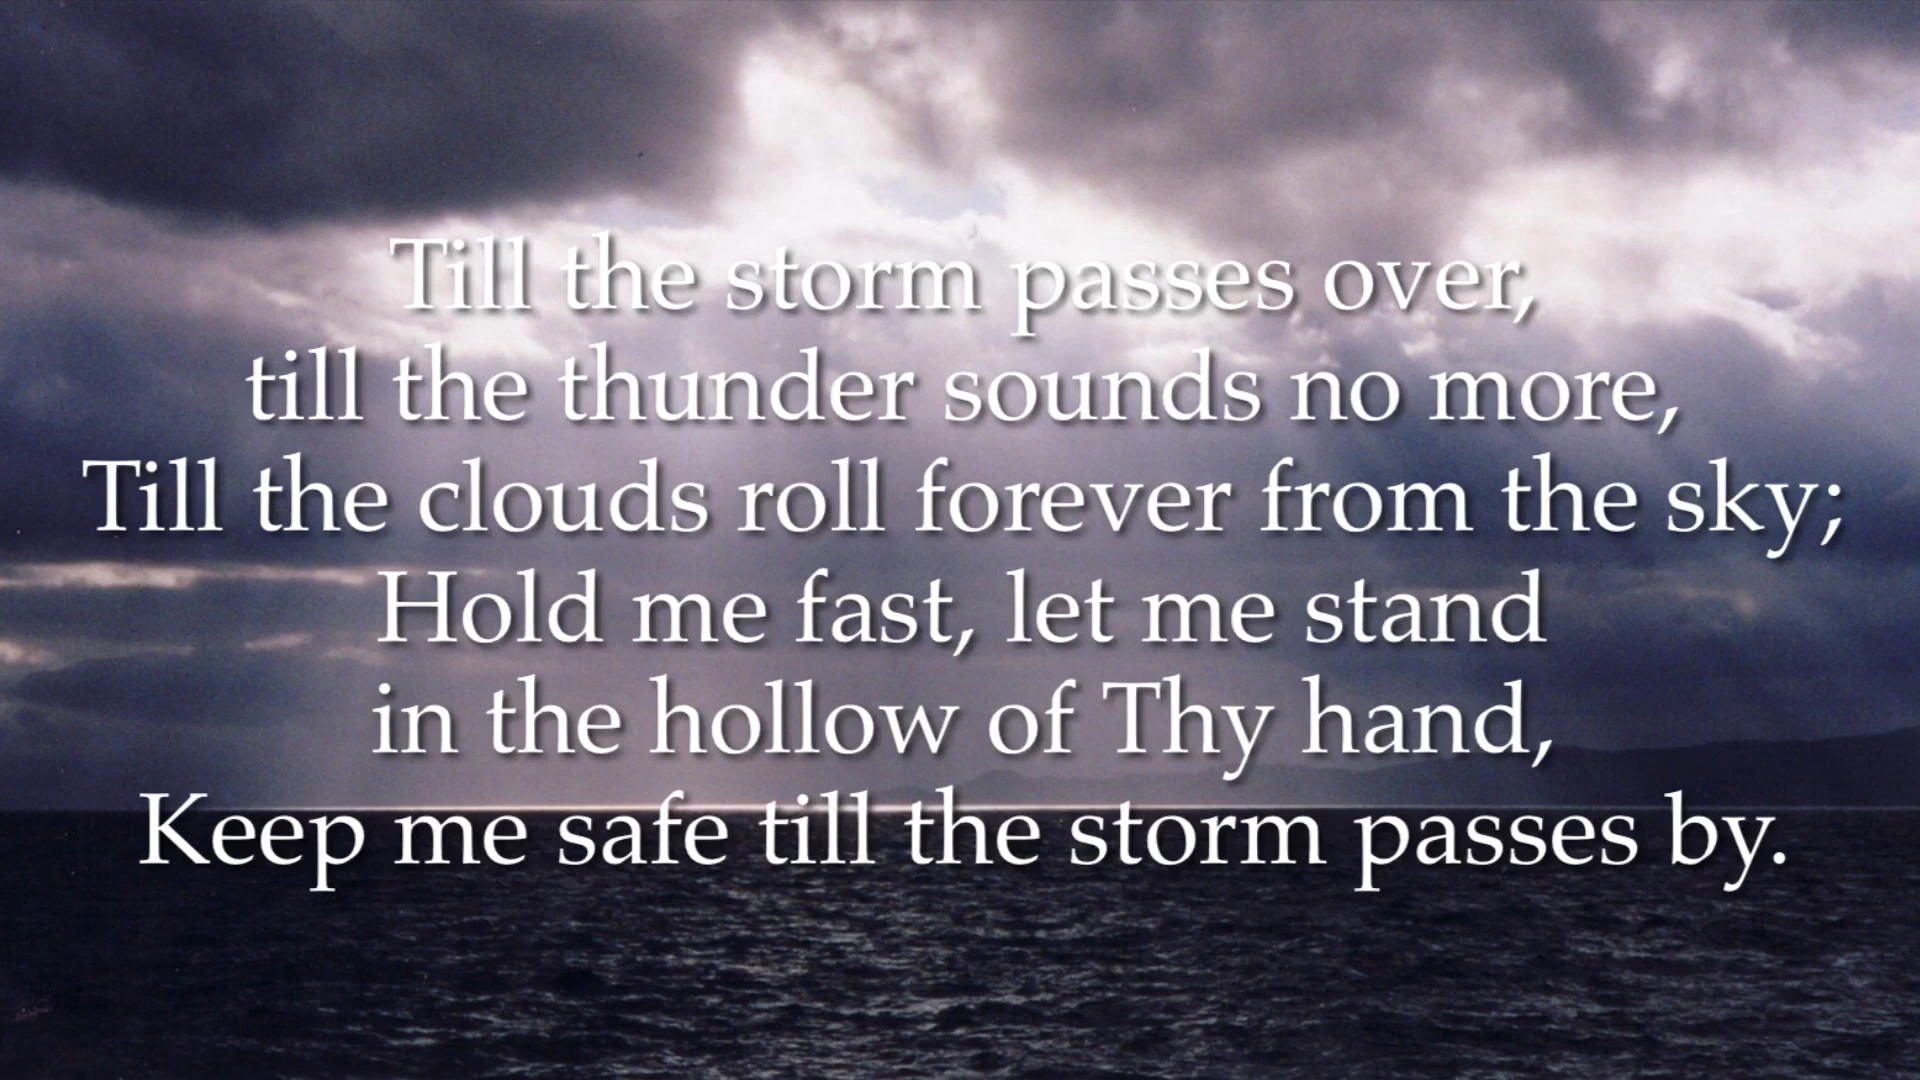 Till the storm passes over,
till the thunder sounds no more,
Till the clouds roll forever from the sky;
Hold me fast, let me stand
in the hollow of Thy hand,
Keep me safe till the storm passes by.